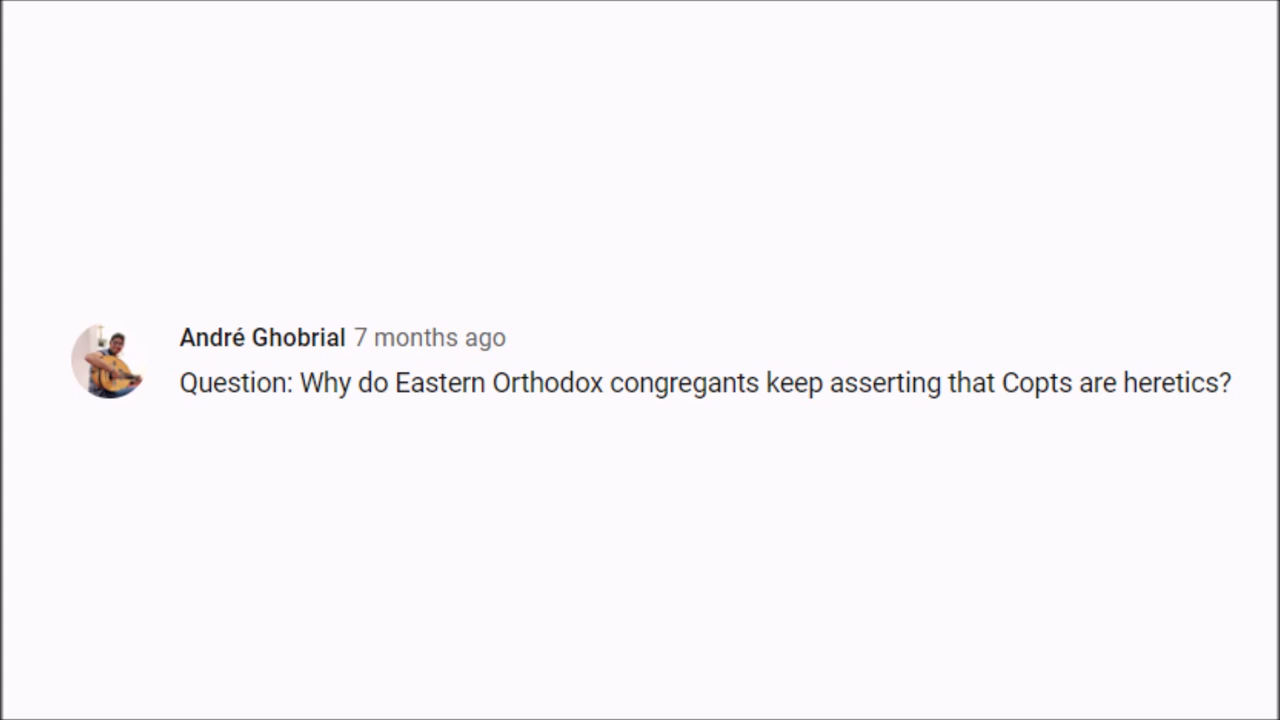 André Ghobrial 7 months ago
Question: Why do Eastern Orthodox congregants keep asserting that Copts are heretics?